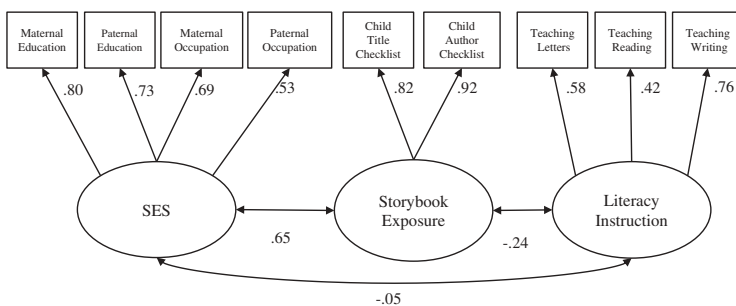 Maternal
Education
Paternal
Education
Maternal
Occupation
Paternal
Occupation
Child
Title
Checklist
Child
Author
Checklist
Teaching
Letters
Teaching
Reading
Teaching
Writing
.80
.73
.69
.53
.82
.92
.58
.42
.76
SES
Storybook
Exposure
Literacy
Instruction
.65
-.24
-.05